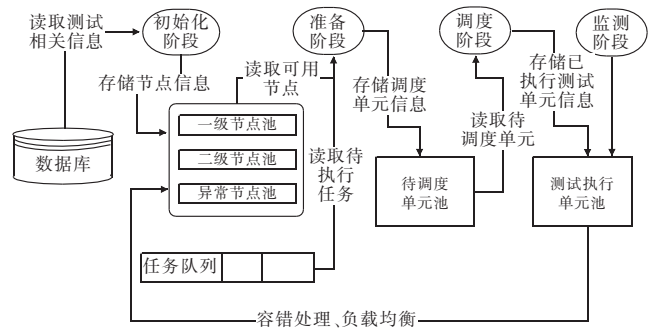 读取测试
相关信息
初始化
阶段
准备
阶段
调度
阶段
监测
阶段
存储节点信息
读取可用
节点
存储调度
单元信息
存储已
执行测试
单元信息
一级节点池
二级节点池
异常节点池
数据库
读取待
执行
任务
读取待
调度单元
待调度
单元池
测试执行
单元池
任务队列
容错处理、负载均衡